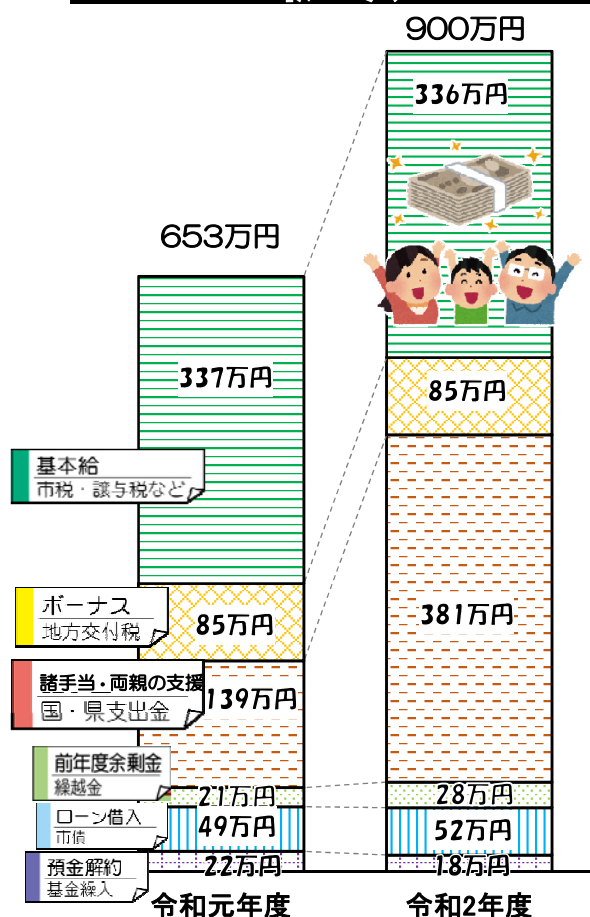 900万円
336万円
653万円
337万円
85万円
基本給
市税・譲与税など
ボーナス
地方交付税
85万円
381万円
諸手当・両親の支援
国・県支出金
139万円
前年度余剰金
繰越金
21万円
28万円
ローン借入
市債
49万円
52万円
預金解約
基金繰入
22万円
18万円
令和元年度
令和2年度